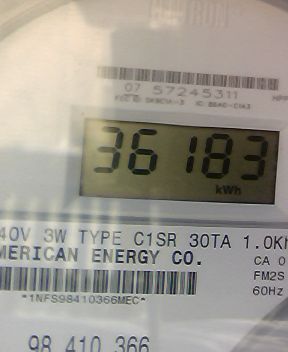 07 57245311
36183
kWh
40V 3W TYPE C1SR 30TA 1.0Kh
MERICAN ENERGY CO.
CA 0
FM2S
60Hz
*1NFS98410366MEC*
98 410 366